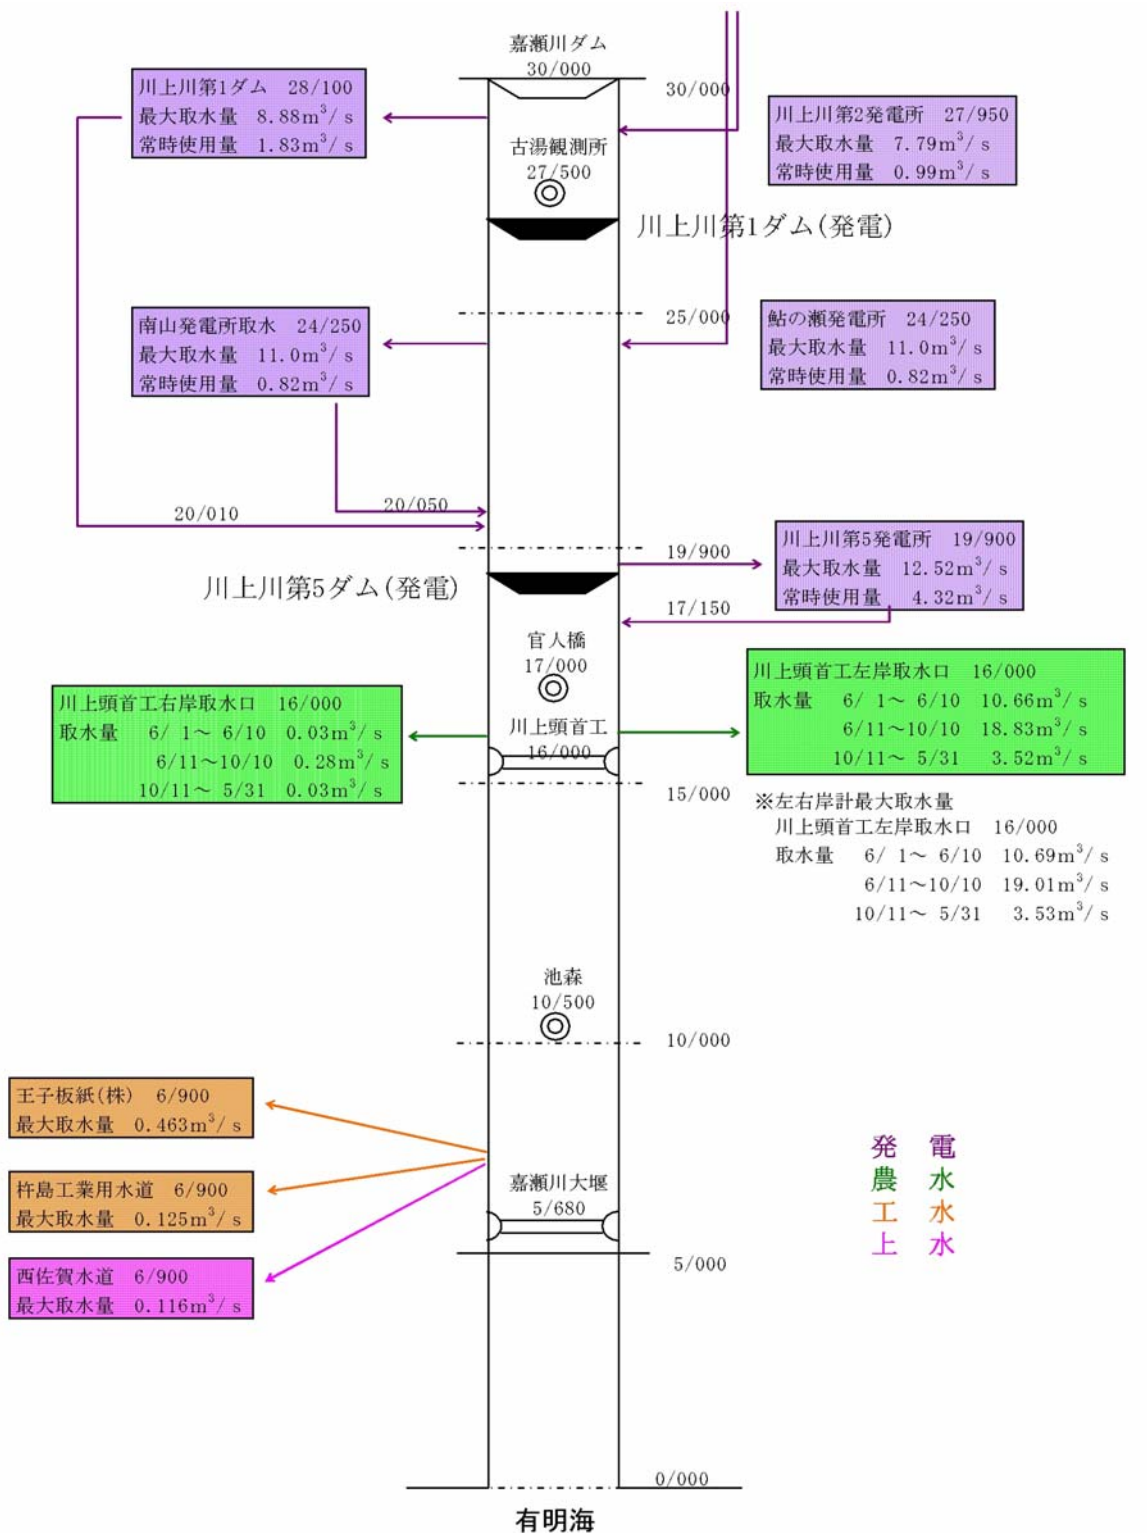 嘉瀬川ダム
30/000
30/000
川上川第1ダム 28/100
最大取水量 8.88m³/s
常時使用量 1.83m³/s
川上川第2発電所 27/950
最大取水量 7.79m³/s
常時使用量 0.99m³/s
古湯観測所
27/500
川上川第1ダム(発電)
25/000
南山発電所取水 24/250
最大取水量 11.0m³/s
常時使用量 0.82m³/s
鮎の瀬発電所 24/250
最大取水量 11.0m³/s
常時使用量 0.82m³/s
20/050
20/010
19/900
川上川第5発電所 19/900
最大取水量 12.52m³/s
常時使用量 4.32m³/s
川上川第5ダム(発電)
17/150
官人橋
17/000
川上頭首工右岸取水口 16/000
取水量 6/ 1～ 6/10 0.03m³/s
6/11～10/10 0.28m³/s
10/11～ 5/31 0.03m³/s
川上頭首工
16/000
川上頭首工左岸取水口 16/000
取水量 6/ 1～ 6/10 10.66m³/s
6/11～10/10 18.83m³/s
10/11～ 5/31 3.52m³/s
15/000
※左右岸計最大取水量
川上頭首工左岸取水口 16/000
取水量 6/ 1～ 6/10 10.69m³/s
6/11～10/10 19.01m³/s
10/11～ 5/31 3.53m³/s
池森
10/500
10/000
王子板紙(株) 6/900
最大取水量 0.463m³/s
杵島工業用水道 6/900
最大取水量 0.125m³/s
西佐賀水道 6/900
最大取水量 0.116m³/s
嘉瀬川大堰
5/680
5/000
発 電
農 水
工 水
上 水
0/000
有明海